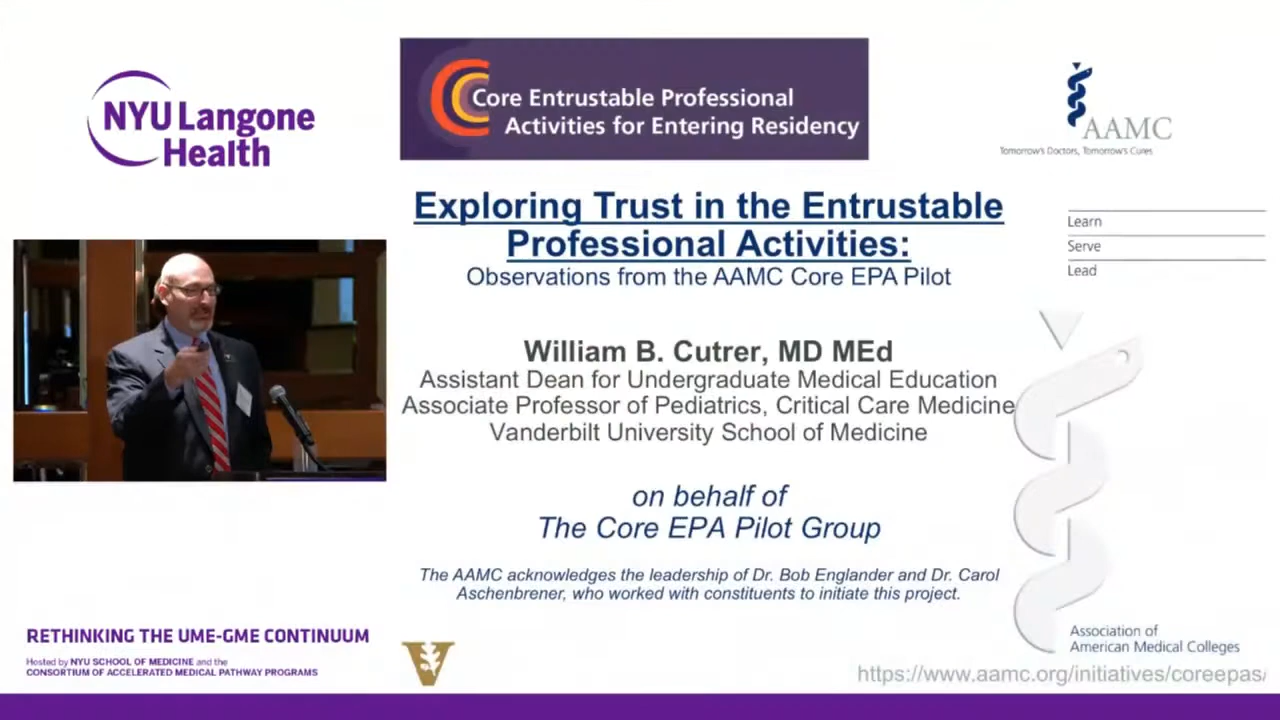 NYU Langone
Health
Core Entrustable Professional
Activities for Entering Residency
AAMC
Tomorrow's Doctors, Tomorrow's Cures
Exploring Trust in the Entrustable
Professional Activities:
Observations from the AAMC Core EPA Pilot
Learn
Serve
Lead
William B. Cutrer, MD MEd
Assistant Dean for Undergraduate Medical Education
Associate Professor of Pediatrics, Critical Care Medicine
Vanderbilt University School of Medicine
on behalf of
The Core EPA Pilot Group
The AAMC acknowledges the leadership of Dr. Bob Englander and Dr. Carol
Aschenbrener, who worked with constituents to initiate this project.
RETHINKING THE UME-GME CONTINUUM
Hosted by NYU SCHOOL OF MEDICINE and the
CONSORTIUM OF ACCELERATED MEDICAL PATHWAY PROGRAMS
V
Association of
American Medical Colleges
https://www.aamc.org/initiatives/coreepas/